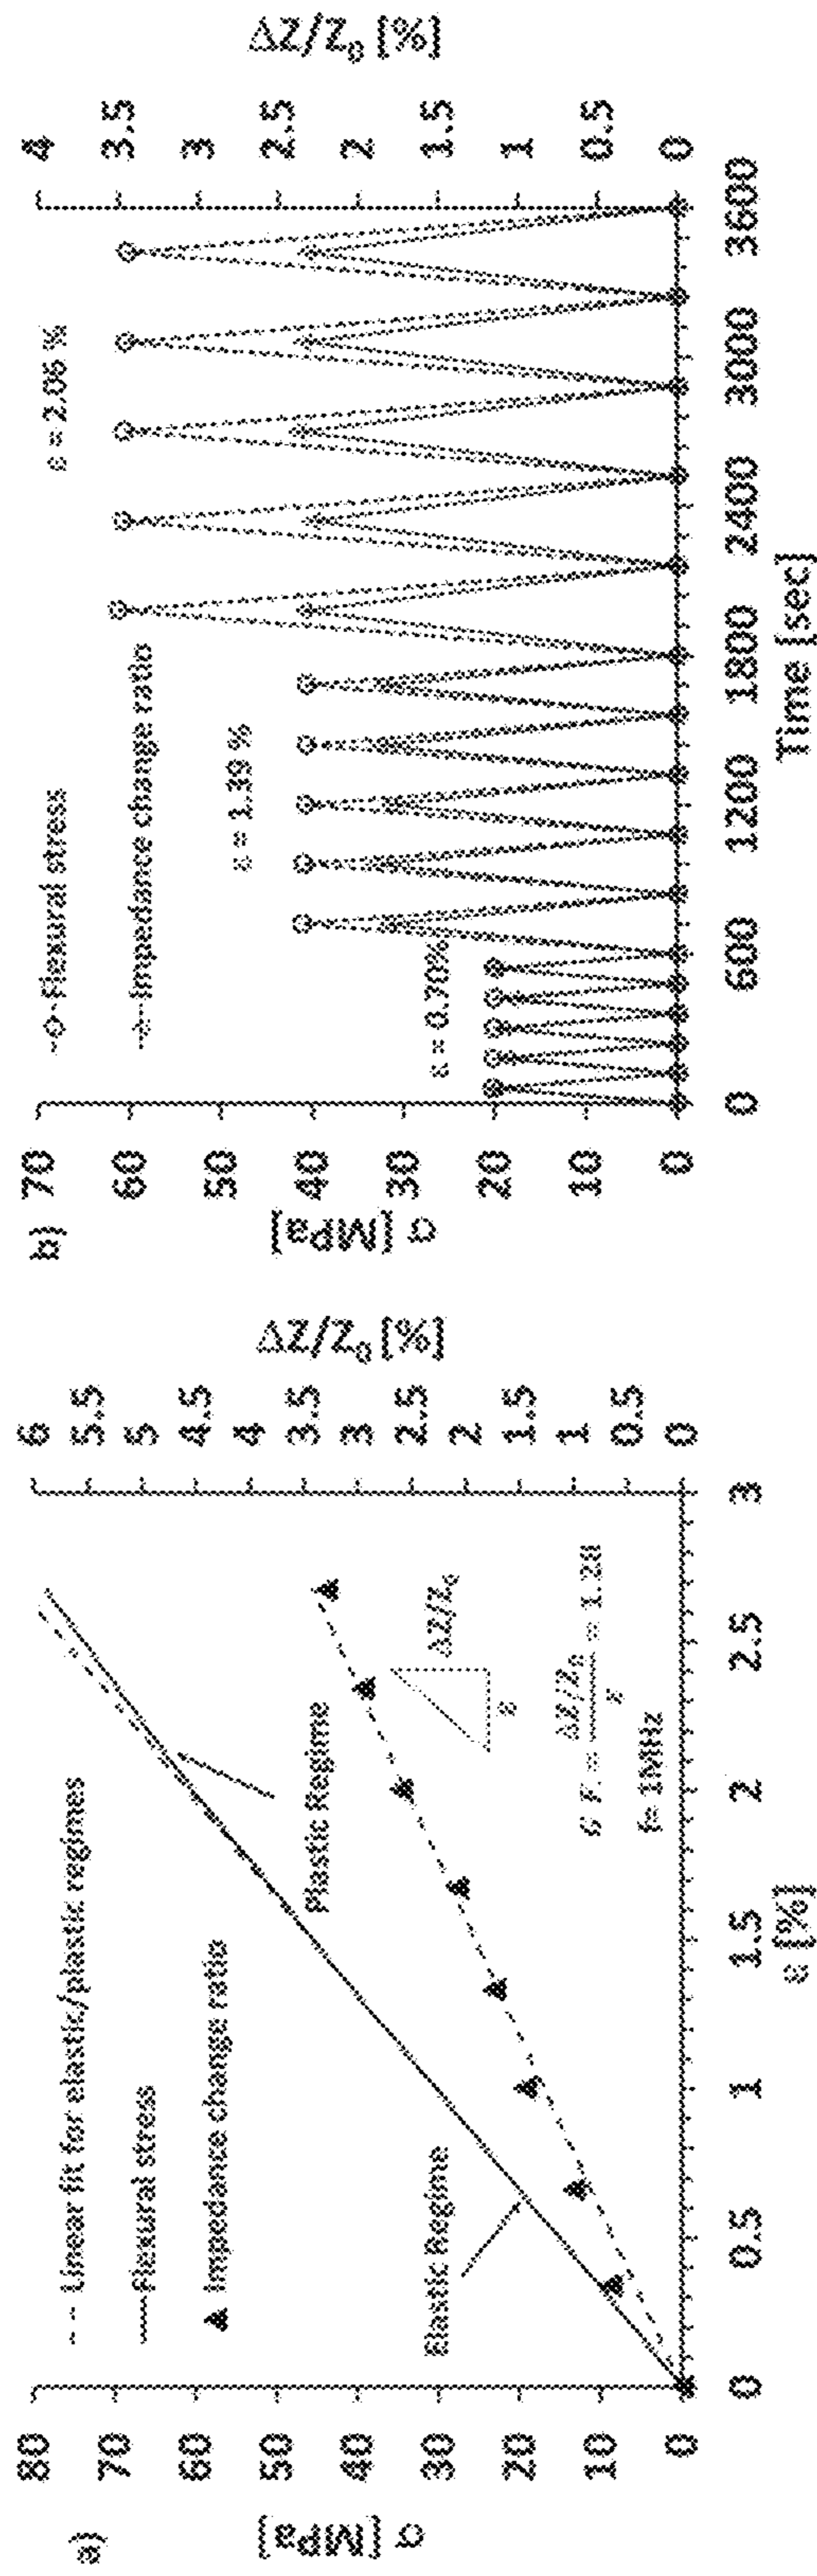 a)
σ [MPa]
80
70
60
50
40
30
20
10
0
Linear fit for elastic/plastic regimes
flexural stress
Impedance change ratio
Elastic Regime
Plastic Regime
ΔZ/Z₀
ε
G F. = ΔZ/Z₀ / ε = 1.28
f= 1MHz
0
0.5
1
1.5
2
2.5
3
ε [%]
6
5.5
5
4.5
4
3.5
3
2.5
2
1.5
1
0.5
0
ΔZ/Z₀ [%]
b)
σ [MPa]
70
60
50
40
30
20
10
0
Flexural stress
Impedance change ratio
ε = 0.70%
ε = 1.39 %
ε = 2.06 %
0
600
1200
1800
2400
3000
3600
Time [sec]
4
3.5
3
2.5
2
1.5
1
0.5
0
ΔZ/Z₀ [%]